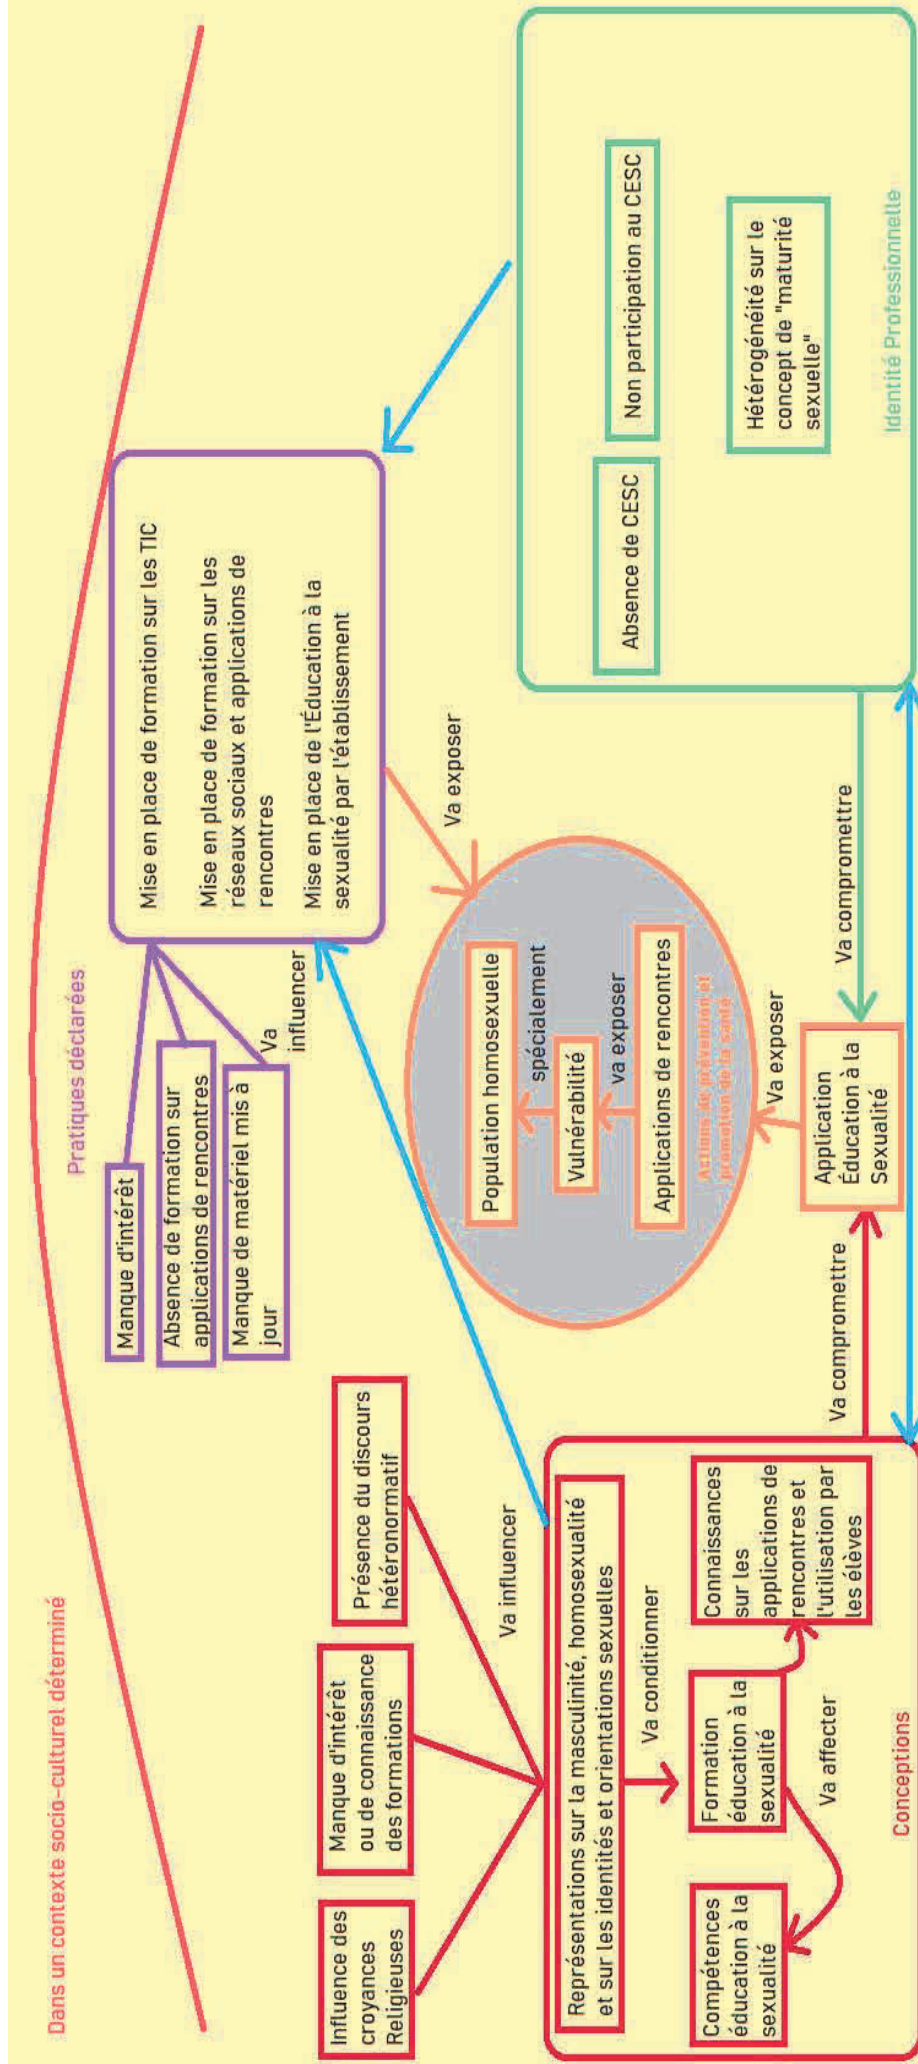 Dans un contexte socio-culturel déterminé
Pratiques déclarées
Manque d'intérêt
Absence de formation sur
applications de rencontres
Manque de matériel mis à
jour
Va
influencer
Mise en place de formation sur les TIC
Mise en place de formation sur les
réseaux sociaux et applications de
rencontres
Mise en place de l'Éducation à la
sexualité par l'établissement
Influence des
croyances
Religieuses
Manque d'intérêt
ou de connaissance
des formations
Présence du discours
hétéronormatif
Va influencer
Va exposer
Représentations sur la masculinité, homosexualité
et sur les identités et orientations sexuelles
Va conditionner
Compétences
éducation à la
sexualité
Formation
éducation à la
sexualité
Connaissances
sur les
applications de
rencontres et
l'utilisation par
les élèves
Va affecter
Conceptions
Population homosexuelle
spécialement
Vulnérabilité
Va exposer
Applications de rencontres
Actions de prévention et
promotion de la santé
Va exposer
Va compromettre
Application
Éducation à la
Sexualité
Va compromettre
Absence de CESC
Non participation au CESC
Hétérogénéité sur le
concept de "maturité
sexuelle"
Identité Professionnelle